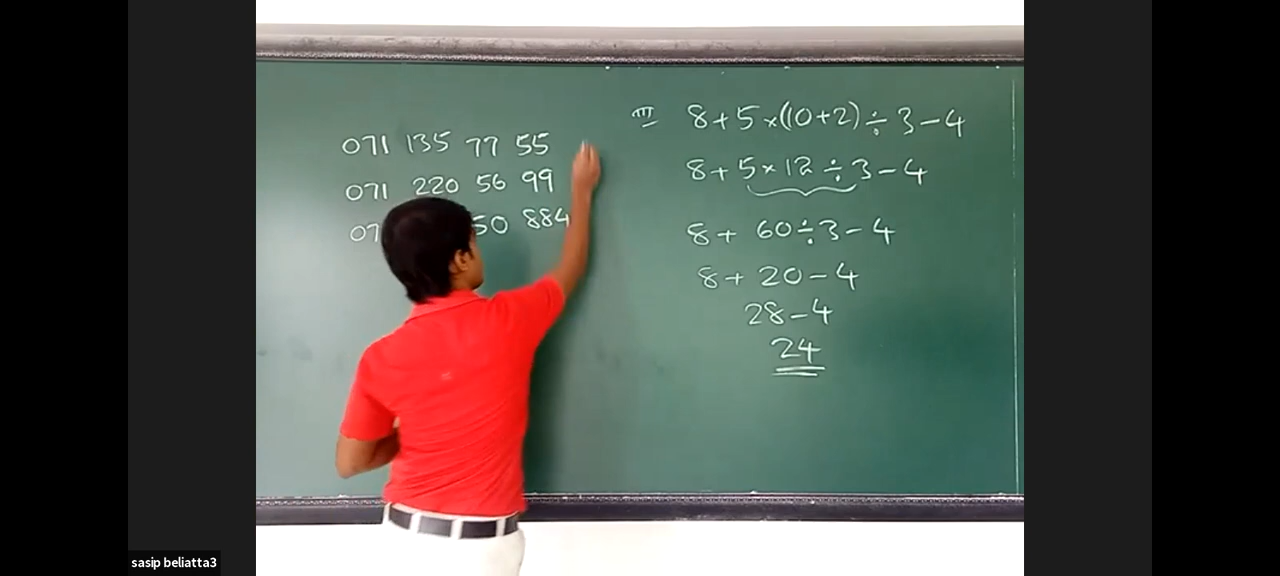 071 135 77 55
071 220 56 99
07 50 884
III 8+5×(10+2)÷3-4
8+5×12÷3-4
8+ 60÷3-4
8+20-4
28-4
24
sasip beliatta3